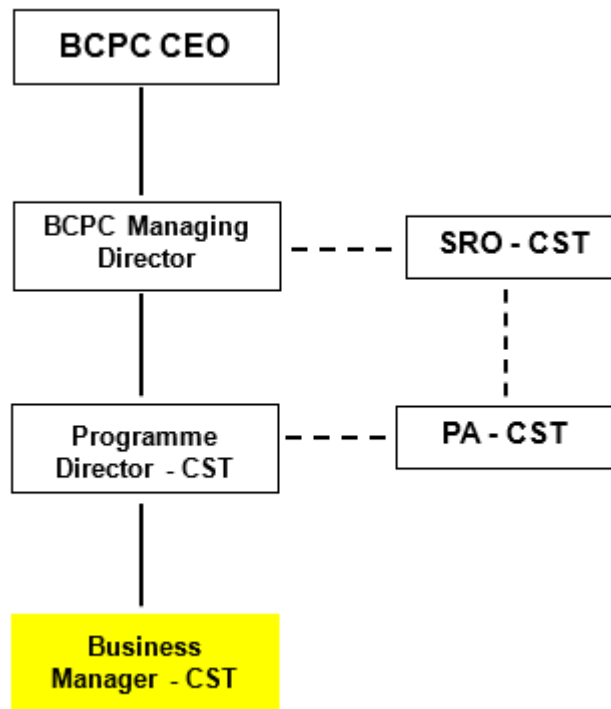 BCPC CEO
BCPC Managing
Director
SRO - CST
Programme
Director - CST
PA - CST
Business
Manager - CST